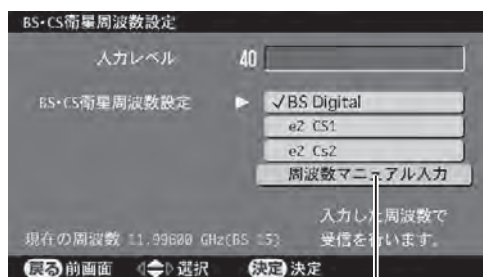 BS・CS衛星周波数設定
入力レベル 40
BS・CS衛星周波数設定 ▶ ✓BS Digital
e2 CS1
e2 Cs2
周波数マニュアル入力
入力した周波数で
現在の周波数 11.99600 GHz(BS 15) 受信を行います。
戻る 前画面 選択 決定 決定